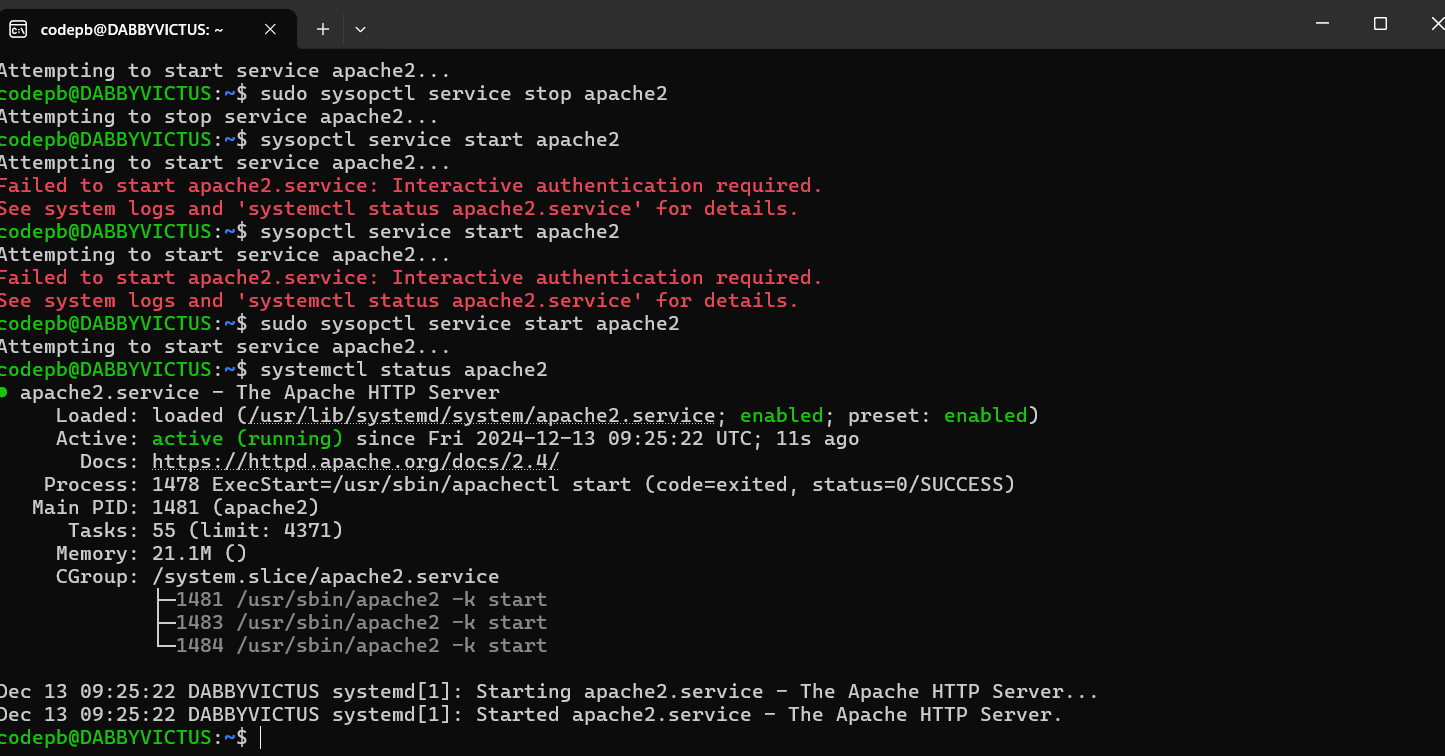 codepb@DABBYVICTUS: ~
Attempting to start service apache2...
codepb@DABBYVICTUS:~$ sudo sysopctl service stop apache2
Attempting to stop service apache2...
codepb@DABBYVICTUS:~$ sysopctl service start apache2
Attempting to start service apache2...
Failed to start apache2.service: Interactive authentication required.
See system logs and 'systemctl status apache2.service' for details.
codepb@DABBYVICTUS:~$ sysopctl service start apache2
Attempting to start service apache2...
Failed to start apache2.service: Interactive authentication required.
See system logs and 'systemctl status apache2.service' for details.
codepb@DABBYVICTUS:~$ sudo sysopctl service start apache2
Attempting to start service apache2...
codepb@DABBYVICTUS:~$ systemctl status apache2
● apache2.service - The Apache HTTP Server
     Loaded: loaded (/usr/lib/systemd/system/apache2.service; enabled; preset: enabled)
     Active: active (running) since Fri 2024-12-13 09:25:22 UTC; 11s ago
       Docs: https://httpd.apache.org/docs/2.4/
    Process: 1478 ExecStart=/usr/sbin/apachectl start (code=exited, status=0/SUCCESS)
   Main PID: 1481 (apache2)
      Tasks: 55 (limit: 4371)
     Memory: 21.1M ()
     CGroup: /system.slice/apache2.service
             ├─1481 /usr/sbin/apache2 -k start
             ├─1483 /usr/sbin/apache2 -k start
             └─1484 /usr/sbin/apache2 -k start
Dec 13 09:25:22 DABBYVICTUS systemd[1]: Starting apache2.service - The Apache HTTP Server...
Dec 13 09:25:22 DABBYVICTUS systemd[1]: Started apache2.service - The Apache HTTP Server.
codepb@DABBYVICTUS:~$